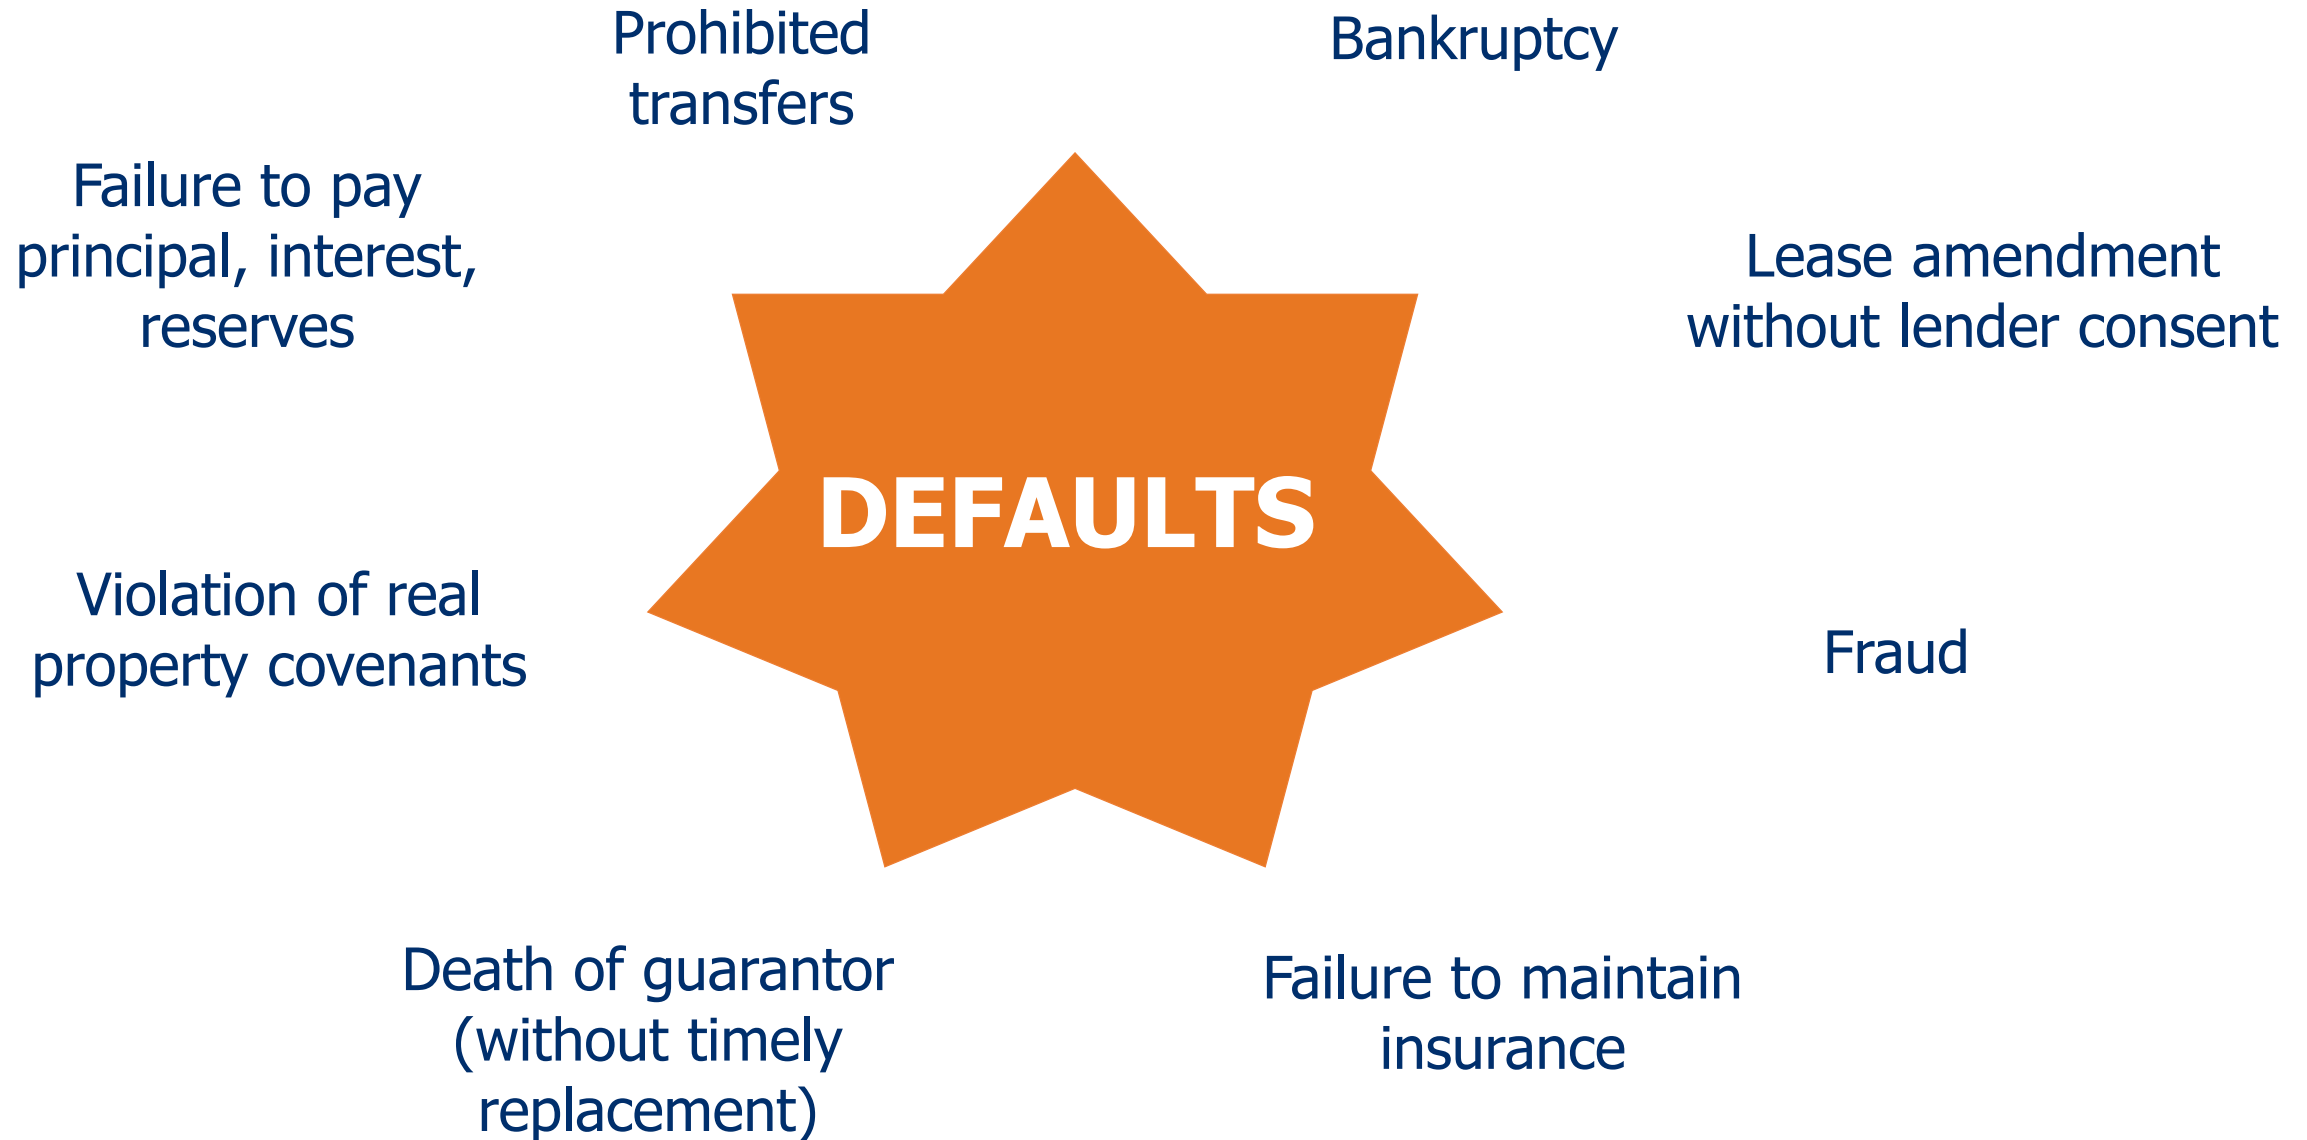 Prohibited
transfers
Bankruptcy
Failure to pay
principal, interest,
reserves
Lease amendment
without lender consent
DEFAULTS
Violation of real
property covenants
Fraud
Death of guarantor
(without timely
replacement)
Failure to maintain
insurance